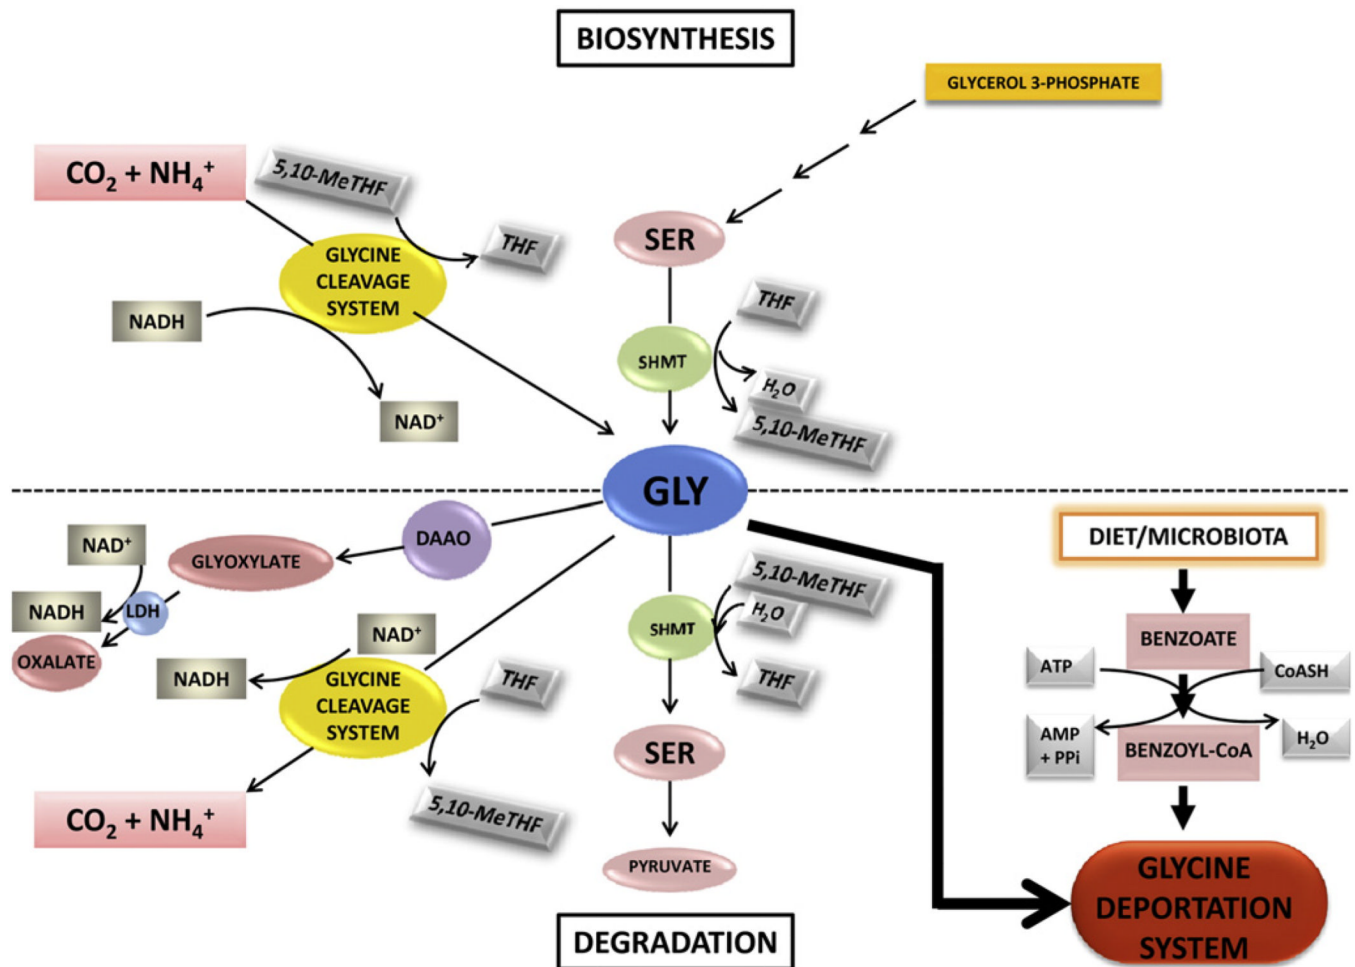 BIOSYNTHESIS
GLYCEROL 3-PHOSPHATE
CO₂ + NH₄⁺
5,10-MeTHF
THF
SER
GLYCINE
CLEAVAGE
SYSTEM
THF
NADH
SHMT
H₂O
NAD⁺
5,10-MeTHF
GLY
DAAO
NAD⁺
GLYOXYLATE
DIET/MICROBIOTA
5,10-MeTHF
NADH
LDH
H₂O
NAD⁺
SHMT
BENZOATE
OXALATE
NADH
GLYCINE
CLEAVAGE
SYSTEM
THF
THF
ATP
CoASH
SER
AMP
+ PPi
BENZOYL-CoA
H₂O
CO₂ + NH₄⁺
5,10-MeTHF
PYRUVATE
GLYCINE
DEPORTATION
SYSTEM
DEGRADATION